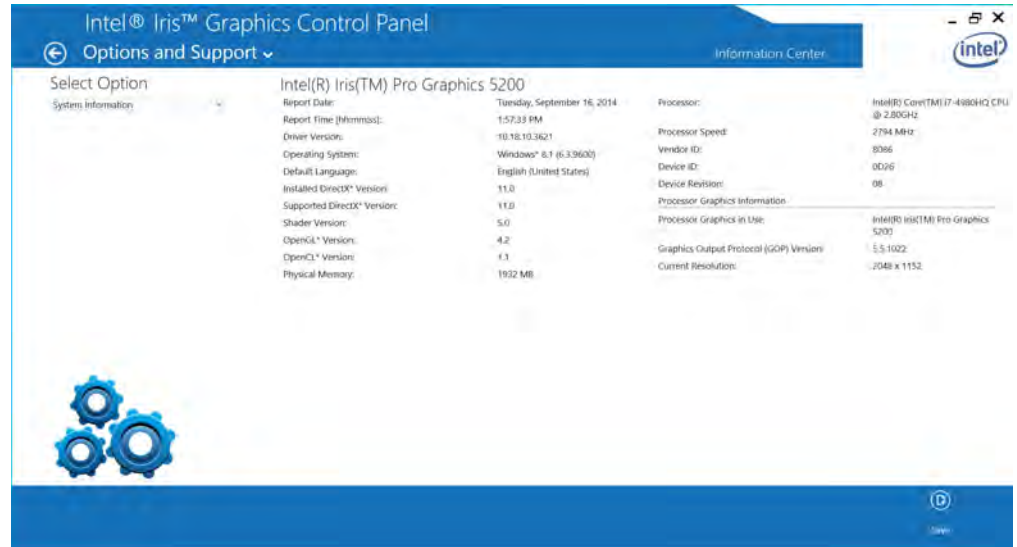 Intel® Iris™ Graphics Control Panel
Options and Support
Information Center
intel
Select Option
System Information
Intel(R) Iris(TM) Pro Graphics 5200
Report Date: Tuesday, September 16, 2014
Report Time [hh:mm:ss]: 1:57:33 PM
Driver Version: 10.18.10.3621
Operating System: Windows* 8.1 (6.3.9600)
Default Language: English (United States)
Installed DirectX* Version: 11.0
Supported DirectX* Version: 11.0
Shader Version: 5.0
OpenGL* Version: 4.2
OpenCL* Version: 1.1
Physical Memory: 1932 MB
Processor: Intel(R) Core(TM) i7-4980HQ CPU
@ 2.80GHz
Processor Speed: 2794 MHz
Vendor ID: 8086
Device ID: 0D26
Device Revision: 08
Processor Graphics Information
Processor Graphics in Use: Intel(R) Iris(TM) Pro Graphics
5200
Graphics Output Protocol (GOP) Version: 5.5.1022
Current Resolution: 2048 x 1152
Save